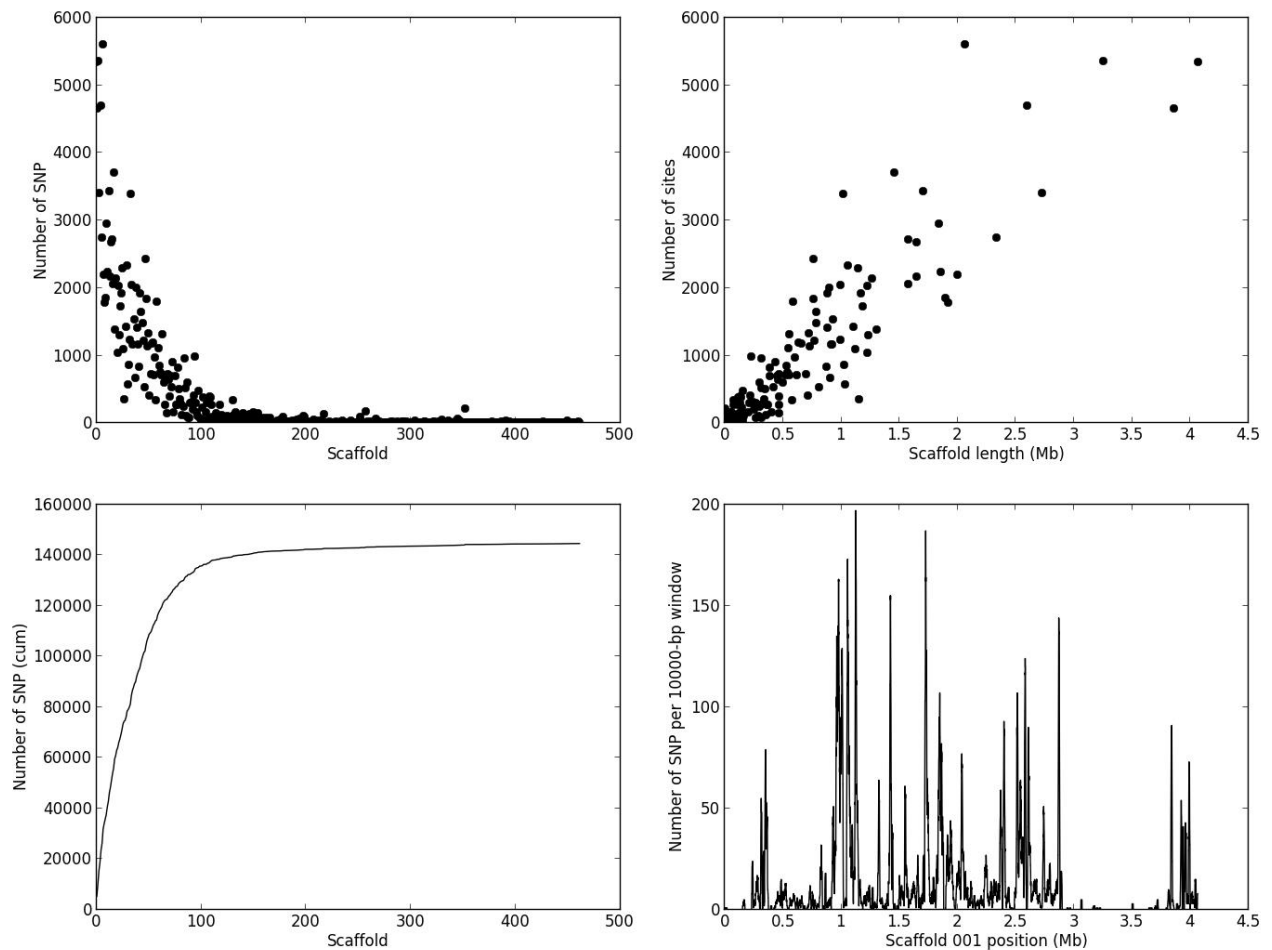 6000
5000
4000
3000
2000
1000
0
Number of SNP
0 100 200 300 400 500
Scaffold
6000
5000
4000
3000
2000
1000
0
Number of sites
0 0.5 1 1.5 2 2.5 3 3.5 4 4.5
Scaffold length (Mb)
160000
140000
120000
100000
80000
60000
40000
20000
0
Number of SNP (cum)
0 100 200 300 400 500
Scaffold
200
150
100
50
0
Number of SNP per 10000-bp window
0 0.5 1 1.5 2 2.5 3 3.5 4 4.5
Scaffold 001 position (Mb)